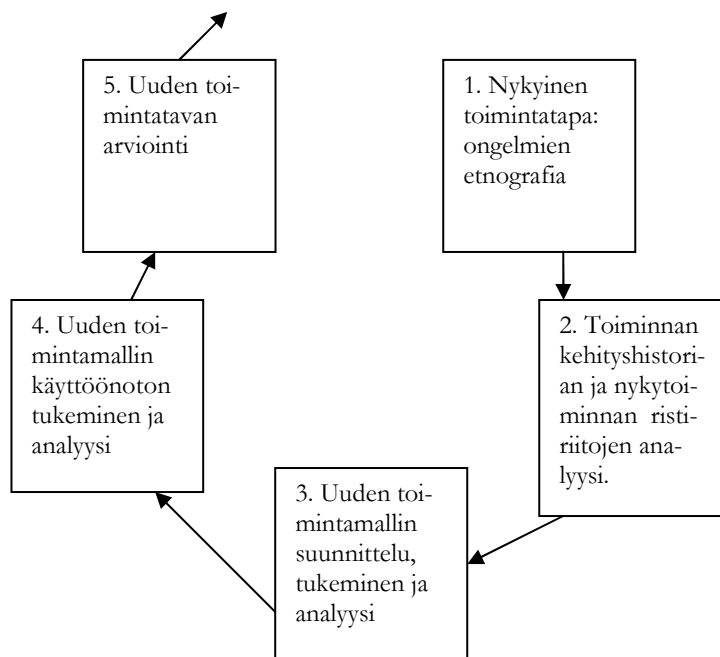 1. Nykyinen
toimintatapa:
ongelmien
etnografia
2. Toiminnan
kehityshistori-
an ja nykytoi-
minnan risti-
riitojen ana-
lyysi.
3. Uuden toi-
mintamallin
suunnittelu,
tukeminen ja
analyysi
4. Uuden toi-
mintamallin
käyttöönoton
tukeminen ja
analyysi
5. Uuden toi-
mintatavan
arviointi